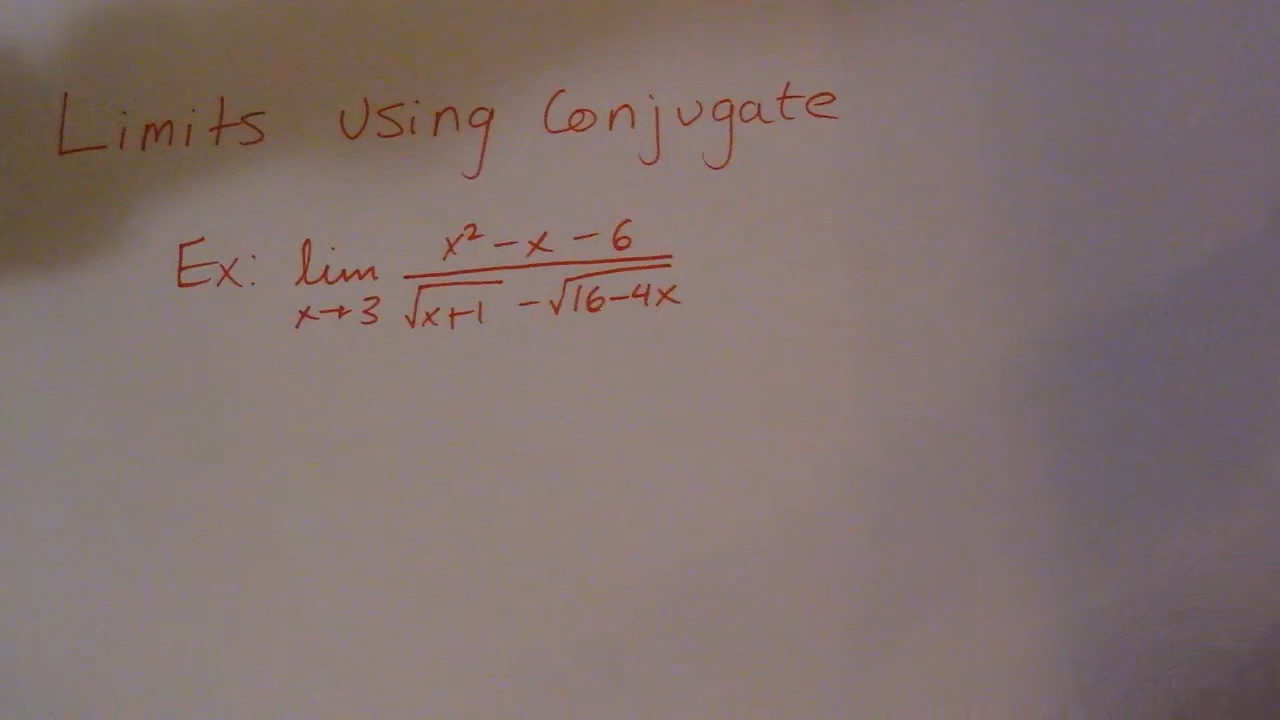 Limits using Conjugate
Ex: lim x→3 (x² - x - 6)/(√(x+1) - √(16-4x))